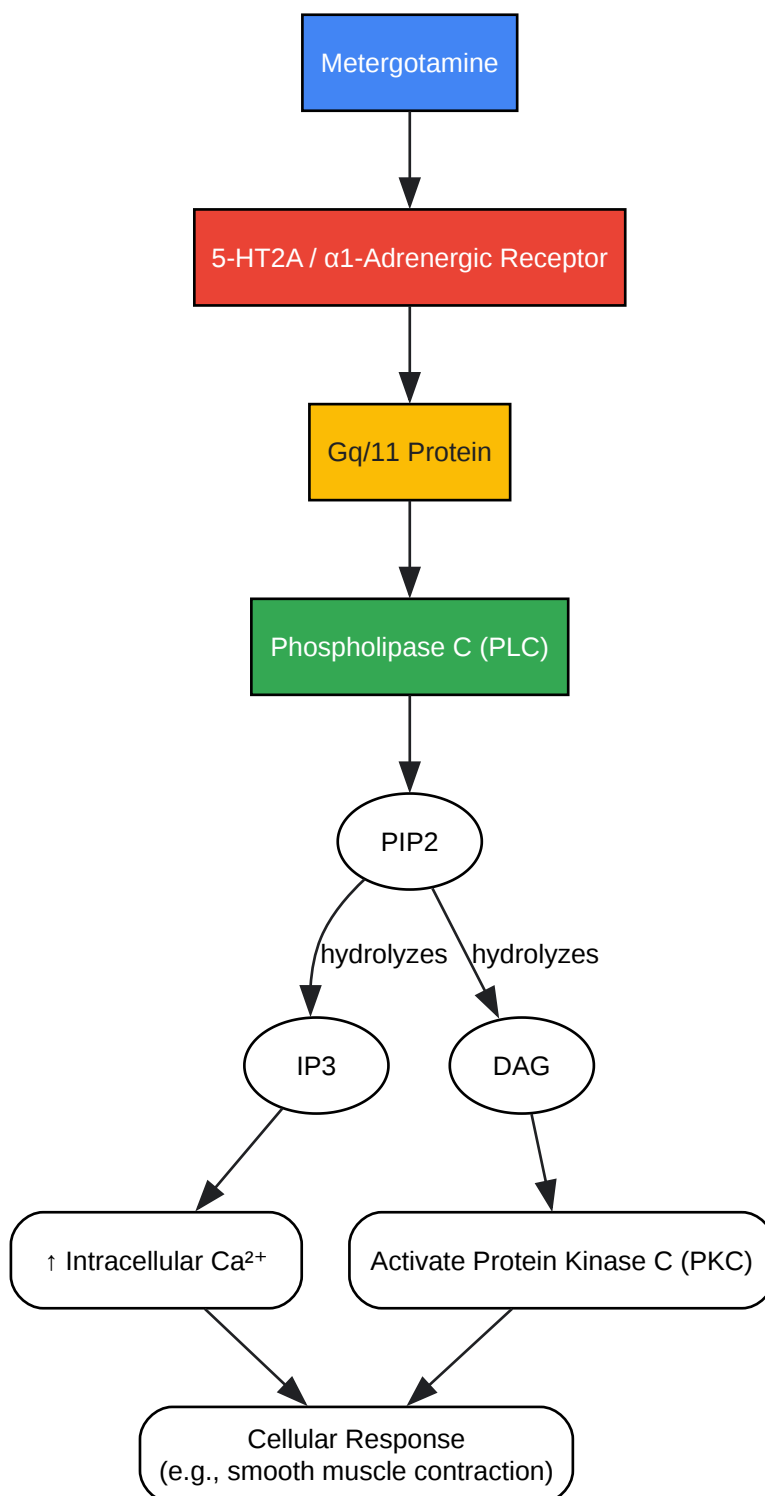 Metergotamine
5-HT2A / α1-Adrenergic Receptor
Gq/11 Protein
Phospholipase C (PLC)
PIP2
hydrolyzes
hydrolyzes
IP3
DAG
↑ Intracellular Ca²⁺
Activate Protein Kinase C (PKC)
Cellular Response
(e.g., smooth muscle contraction)